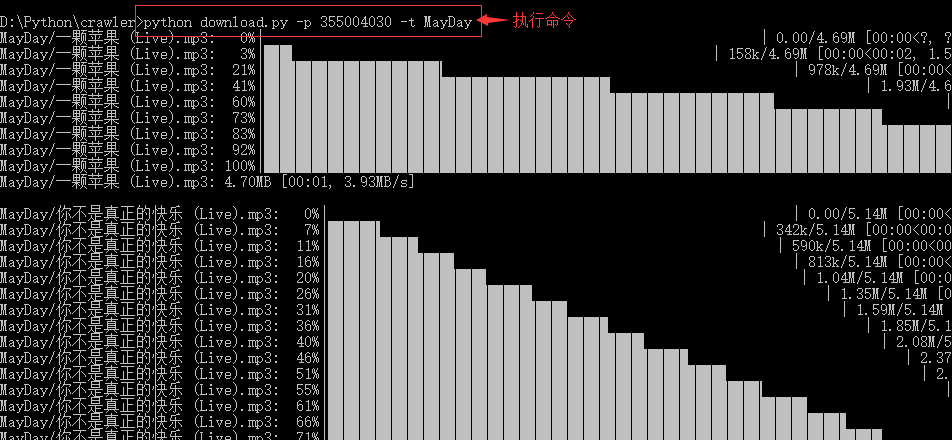 D:\Python\crawler>python download.py -p 355004030 -t MayDay 执行命令
MayDay/一颗苹果 (Live).mp3: 0%| | 0.00/4.69M [00:00<?, ?
MayDay/一颗苹果 (Live).mp3: 3% | 158k/4.69M [00:00<00:02, 1.5
MayDay/一颗苹果 (Live).mp3: 21% | 978k/4.69M [00:00<
MayDay/一颗苹果 (Live).mp3: 41% | 1.93M/4.6
MayDay/一颗苹果 (Live).mp3: 60%
MayDay/一颗苹果 (Live).mp3: 73%
MayDay/一颗苹果 (Live).mp3: 83%
MayDay/一颗苹果 (Live).mp3: 92%
MayDay/一颗苹果 (Live).mp3: 100%
MayDay/一颗苹果 (Live).mp3: 4.70MB [00:01, 3.93MB/s]
MayDay/你不是真正的快乐 (Live).mp3: 0%| | 0.00/5.14M [00:00<
MayDay/你不是真正的快乐 (Live).mp3: 7% | 342k/5.14M [00:00<00:0
MayDay/你不是真正的快乐 (Live).mp3: 11% | 590k/5.14M [00:00<00
MayDay/你不是真正的快乐 (Live).mp3: 16% | 813k/5.14M [00:00<
MayDay/你不是真正的快乐 (Live).mp3: 20% | 1.04M/5.14M [00:0
MayDay/你不是真正的快乐 (Live).mp3: 26% | 1.35M/5.14M [0
MayDay/你不是真正的快乐 (Live).mp3: 31% | 1.59M/5.14M
MayDay/你不是真正的快乐 (Live).mp3: 36% | 1.85M/5.1
MayDay/你不是真正的快乐 (Live).mp3: 40% | 2.08M/5
MayDay/你不是真正的快乐 (Live).mp3: 46% | 2.37
MayDay/你不是真正的快乐 (Live).mp3: 51% | 2.
MayDay/你不是真正的快乐 (Live).mp3: 55% |
MayDay/你不是真正的快乐 (Live).mp3: 61%
MayDay/你不是真正的快乐 (Live).mp3: 66%
MayDay/你不是真正的快乐 (Live).mp3: 71%